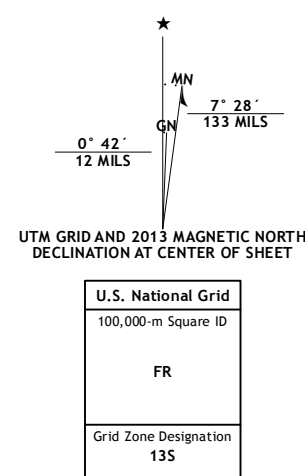 ★
MN
7° 28´
133 MILS
GN
0° 42´
12 MILS
UTM GRID AND 2013 MAGNETIC NORTH
DECLINATION AT CENTER OF SHEET
U.S. National Grid
100,000-m Square ID
FR
Grid Zone Designation
13S